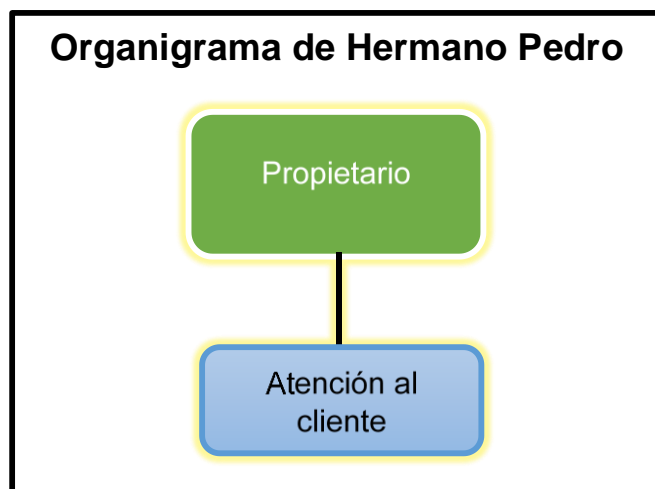 Organigrama de Hermano Pedro
Propietario
Atención al
cliente